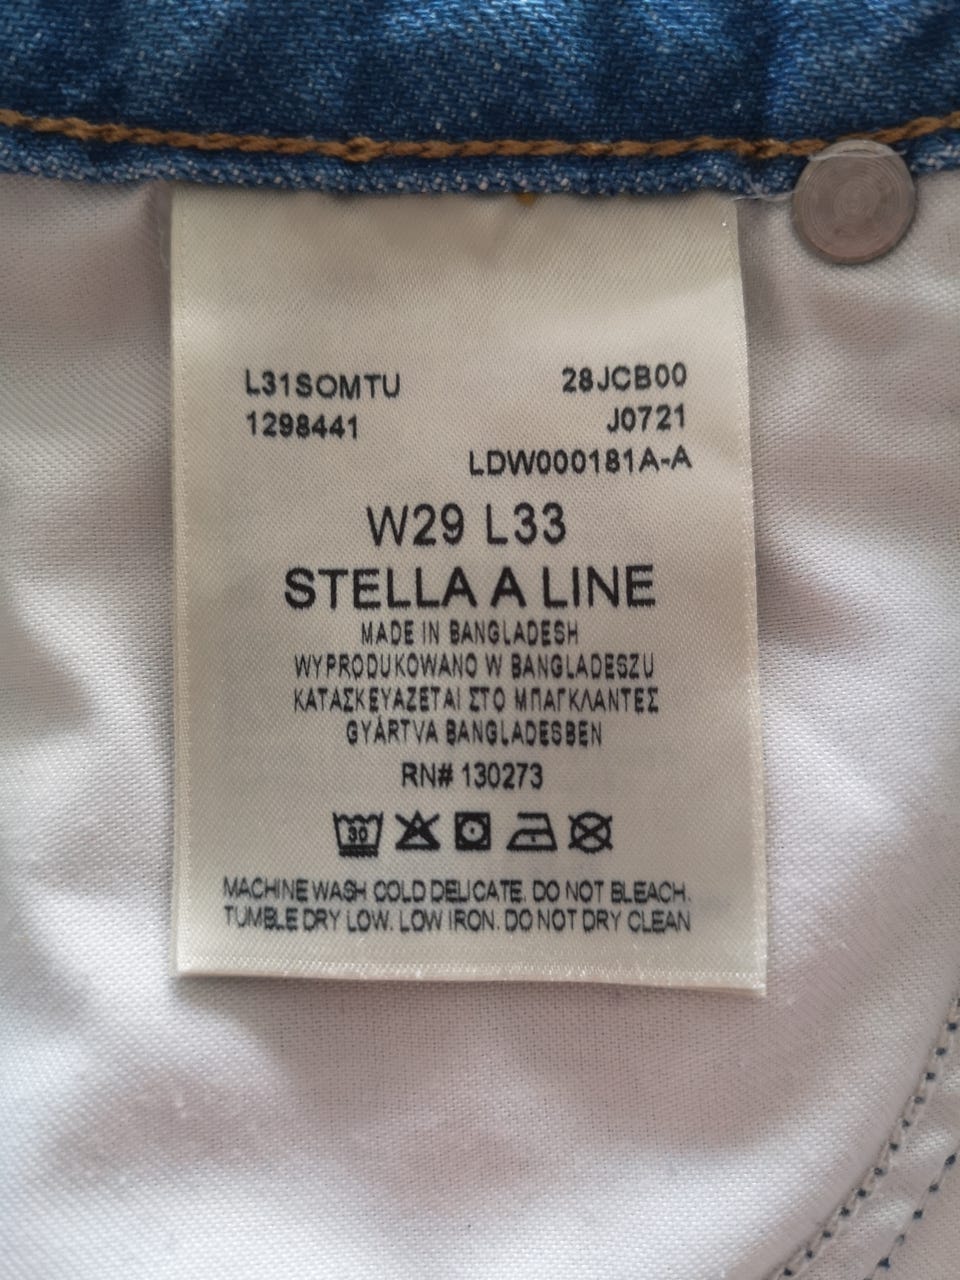 L31SOMTU 28JCB00
1298441 J0721
LDW000181A-A
W29 L33
STELLA A LINE
MADE IN BANGLADESH
WYPRODUKOWANO W BANGLADESZU
ΚΑΤΑΣΚΕΥΑΖΕΤΑΙ ΣΤΟ ΜΠΑΓΚΛΑΝΤΕΣ
GYÁRTVA BANGLADESBEN
RN# 130273
30
MACHINE WASH COLD DELICATE. DO NOT BLEACH.
TUMBLE DRY LOW. LOW IRON. DO NOT DRY CLEAN